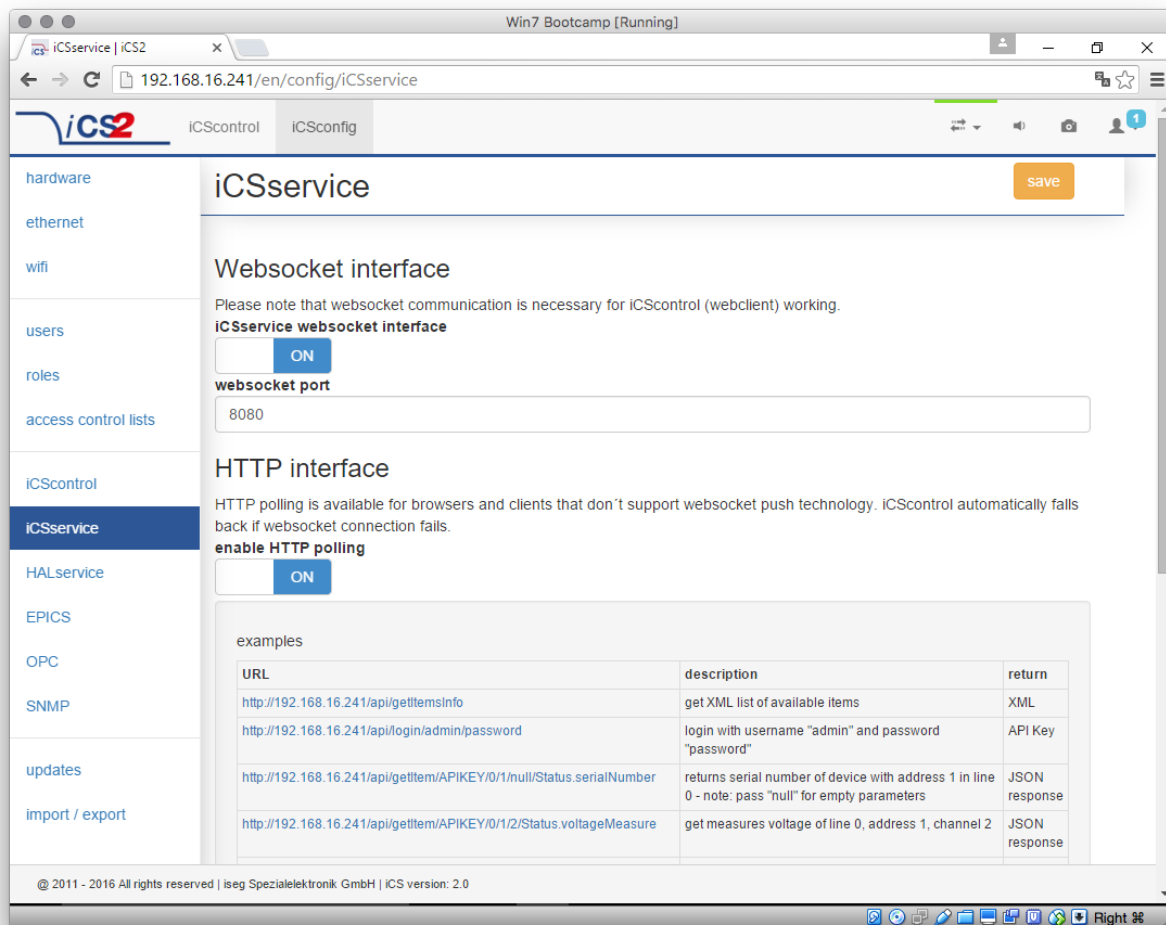 Win7 Bootcamp [Running]
iCSservice | iCS2
192.168.16.241/en/config/iCSservice
iCS2
iCScontrol
iCSconfig
1
hardware
ethernet
wifi
users
roles
access control lists
iCScontrol
iCSservice
HALservice
EPICS
OPC
SNMP
updates
import / export
iCSservice
save
Websocket interface
Please note that websocket communication is necessary for iCScontrol (webclient) working.
iCSservice websocket interface
ON
websocket port
8080
HTTP interface
HTTP polling is available for browsers and clients that don´t support websocket push technology. iCScontrol automatically falls
back if websocket connection fails.
enable HTTP polling
ON
examples
URL description return
http://192.168.16.241/api/getItemsInfo get XML list of available items XML
http://192.168.16.241/api/login/admin/password login with username "admin" and password API Key
"password"
http://192.168.16.241/api/getItem/APIKEY/0/1/null/Status.serialNumber returns serial number of device with address 1 in line JSON
0 - note: pass "null" for empty parameters response
http://192.168.16.241/api/getItem/APIKEY/0/1/2/Status.voltageMeasure get measures voltage of line 0, address 1, channel 2 JSON
response
@ 2011 - 2016 All rights reserved | iseg Spezialelektronik GmbH | iCS version: 2.0
Right ⌘